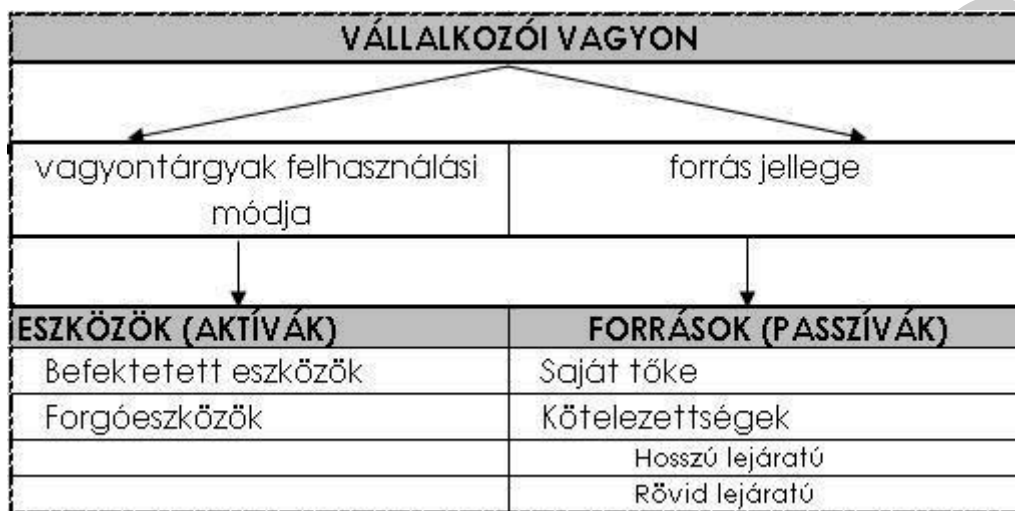 VÁLLALKOZÓI VAGYON
vagyontárgyak felhasználási
módja
forrás jellege
ESZKÖZÖK (AKTÍVÁK)
FORRÁSOK (PASSZÍVÁK)
Befektetett eszközök
Saját tőke
Forgóeszközök
Kötelezettségek
Hosszú lejáratú
Rövid lejáratú